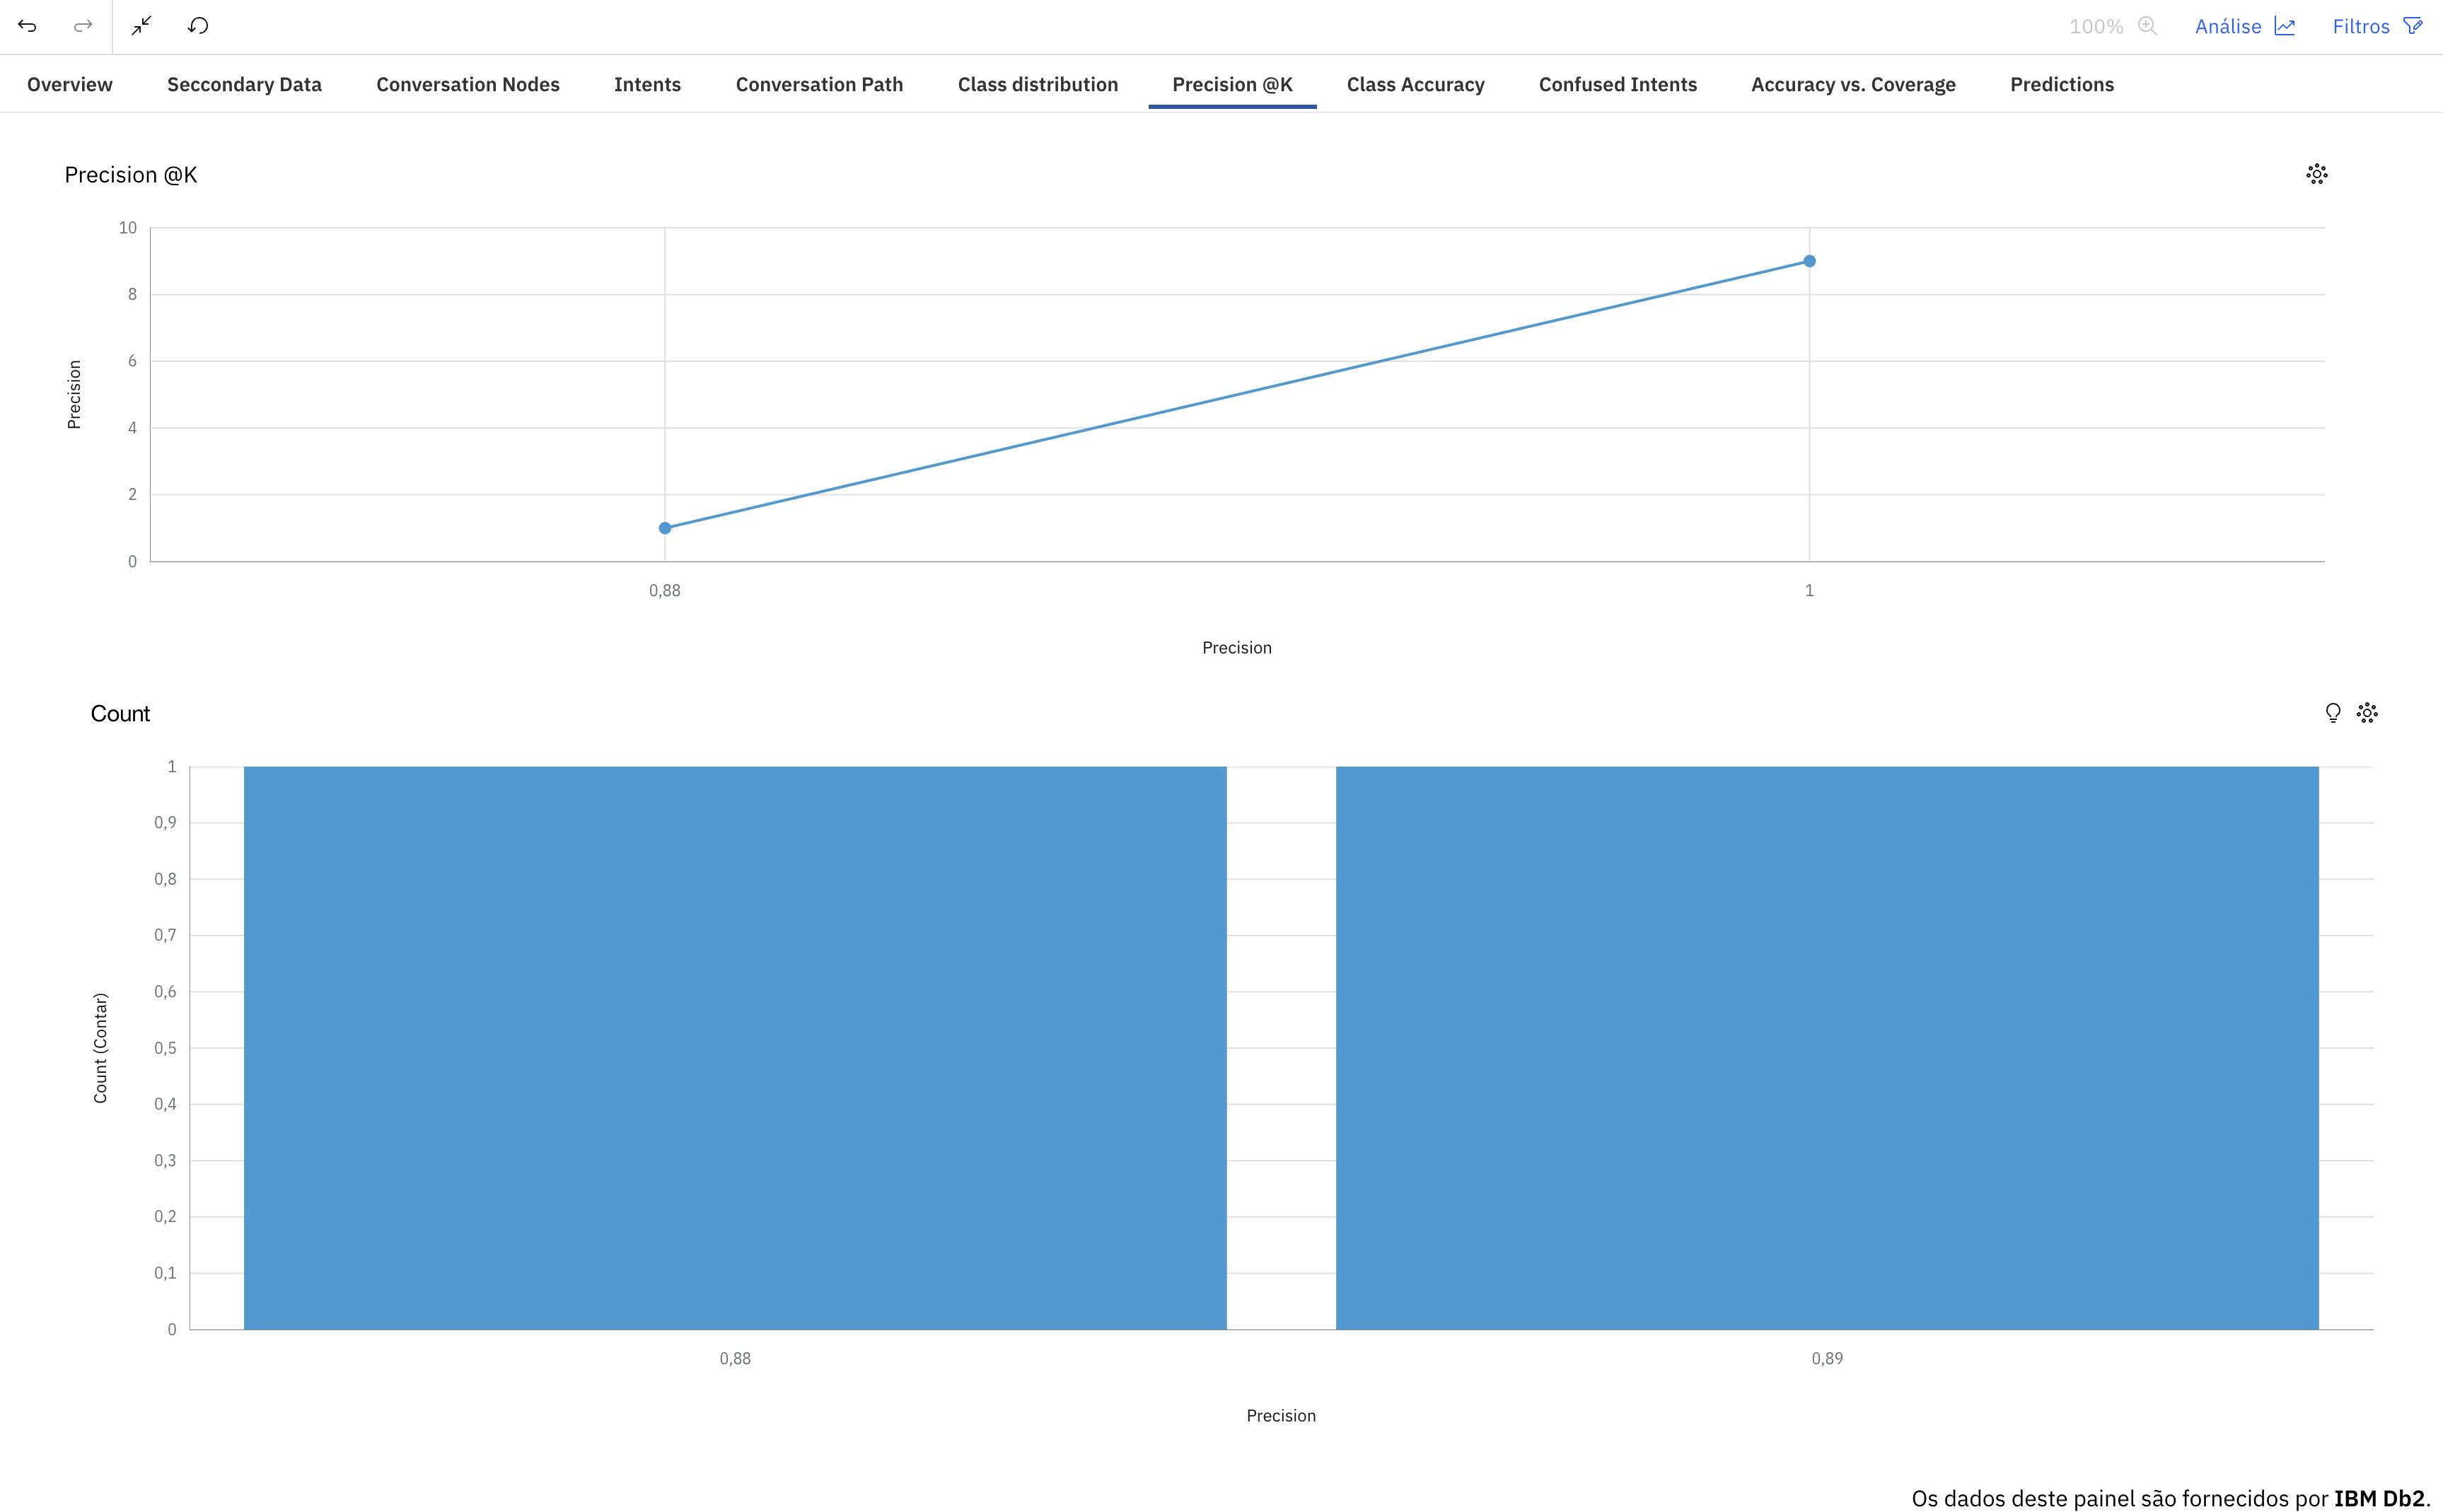 100% Análise Filtros
Overview Seccondary Data Conversation Nodes Intents Conversation Path Class distribution Precision @K Class Accuracy Confused Intents Accuracy vs. Coverage Predictions
Precision @K
10
8
6
4
2
0
Precision
0,88 1
Precision
Count
1
0,9
0,8
0,7
0,6
0,5
0,4
0,3
0,2
0,1
0
Count (Contar)
0,88 0,89
Precision
Os dados deste painel são fornecidos por IBM Db2.